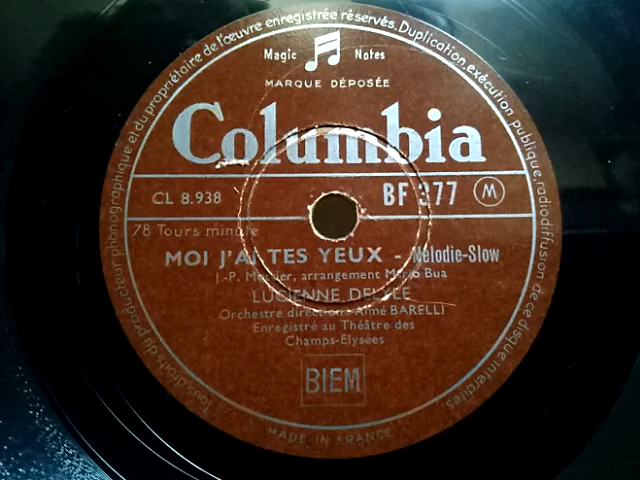 Tous droits du producteur phonographique et du propriétaire de l'œuvre enregistrée réservés. Duplication, exécution publique, radiodiffusion de ce disque interdites.
Magic Notes
MARQUE DÉPOSÉE
Columbia
CL 8.938 BF 377 M
78 Tours minute
MOI J'AI TES YEUX - Mélodie-Slow
J.-P. Mottier, arrangement Mario Bua
LUCIENNE DELYLE
Orchestre direction: Aimé BARELLI
Enregistré au Théâtre des
Champs-Elysées
BIEM
MADE IN FRANCE